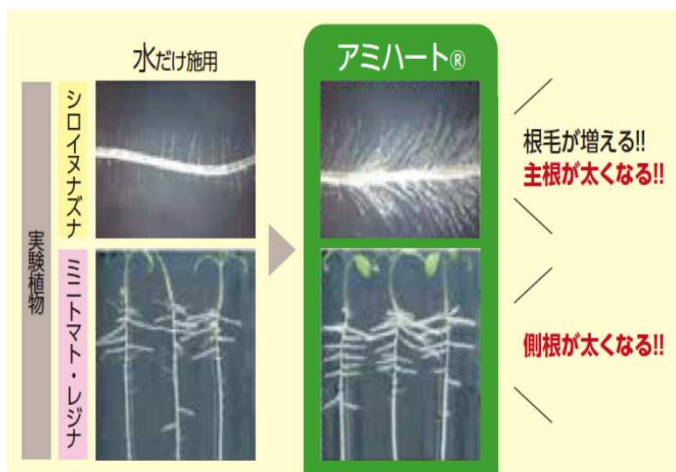 水だけ施用
アミハート®
実験植物
シロイヌナズナ
根毛が増える!!
主根が太くなる!!
ミニトマト・レジナ
側根が太くなる!!